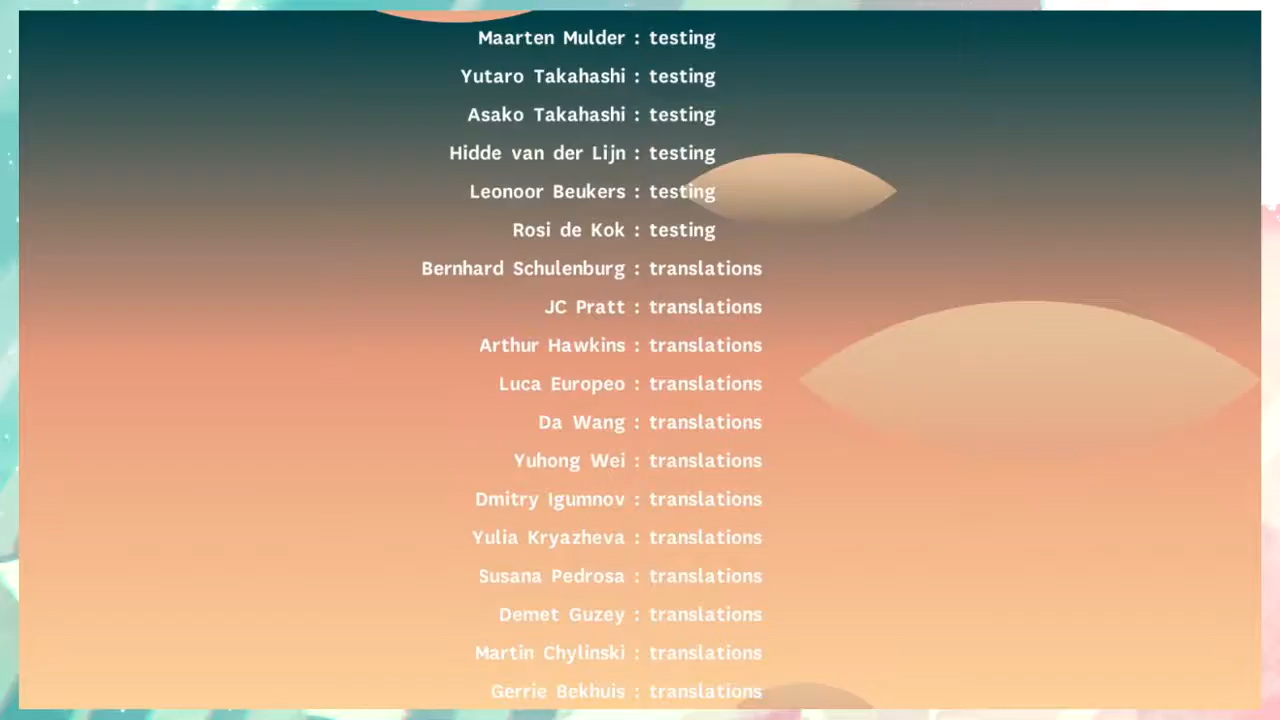 Maarten Mulder : testing
Yutaro Takahashi : testing
Asako Takahashi : testing
Hidde van der Lijn : testing
Leonoor Beukers : testing
Rosi de Kok : testing
Bernhard Schulenburg : translations
JC Pratt : translations
Arthur Hawkins : translations
Luca Europeo : translations
Da Wang : translations
Yuhong Wei : translations
Dmitry Igumnov : translations
Yulia Kryazheva : translations
Susana Pedrosa : translations
Demet Guzey : translations
Martin Chylinski : translations
Gerrie Bekhuis : translations